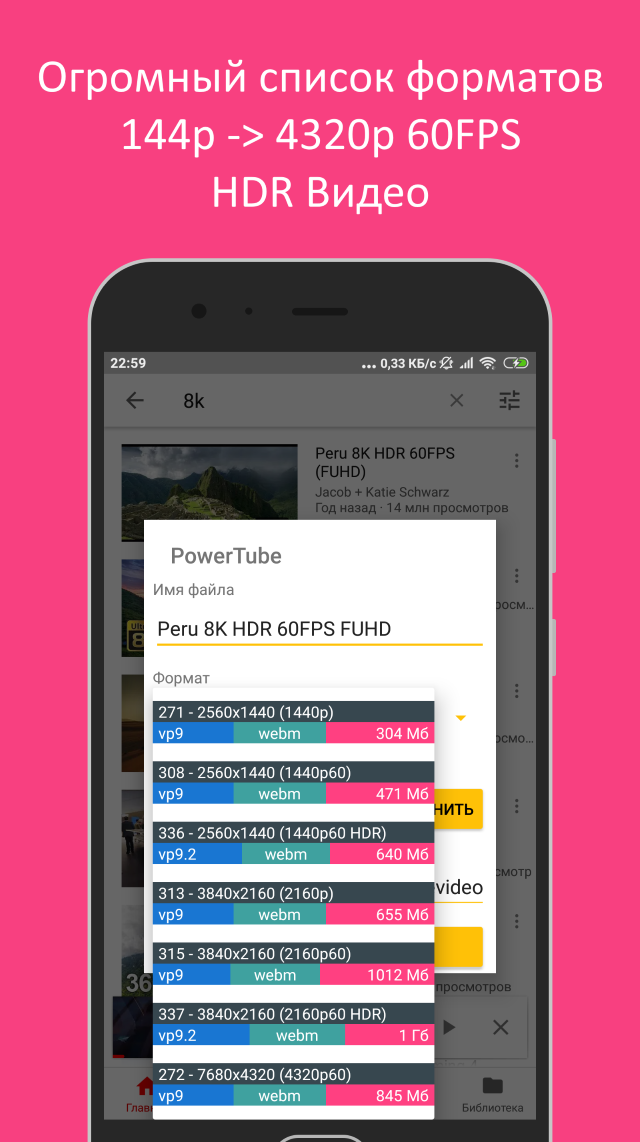 Огромный список форматов
144p -> 4320p 60FPS
HDR Видео
22:59
... 0,33 КБ/с
8k
Peru 8K HDR 60FPS
(FUHD)
Jacob + Katie Schwarz
Год назад · 14 млн просмотров
PowerTube
Имя файла
Peru 8K HDR 60FPS FUHD
Формат
271 - 2560x1440 (1440p)
vp9 webm 304 Мб
308 - 2560x1440 (1440p60)
vp9 webm 471 Мб
НИТЬ
336 - 2560x1440 (1440p60 HDR)
vp9.2 webm 640 Мб
313 - 3840x2160 (2160p)
video
vp9 webm 655 Мб
315 - 3840x2160 (2160p60)
vp9 webm 1012 Мб
просмотров
337 - 3840x2160 (2160p60 HDR)
vp9.2 webm 1 Гб
272 - 7680x4320 (4320p60)
vp9 webm 845 Мб
Библиотека